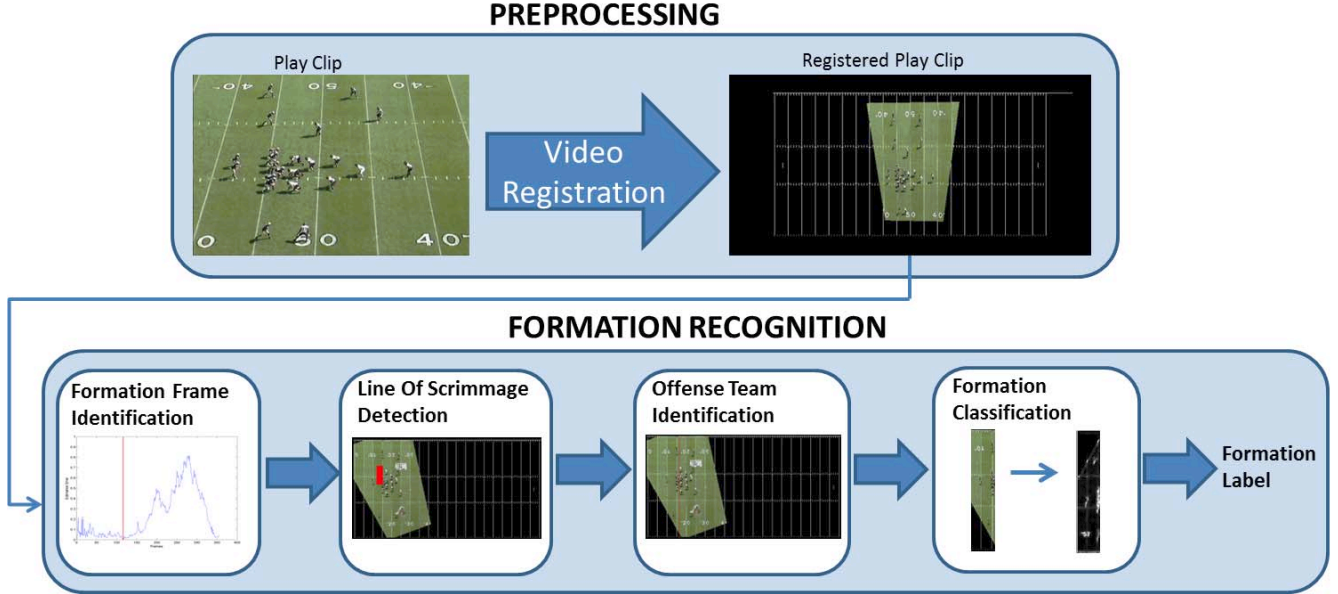 PREPROCESSING
Play Clip
Registered Play Clip
Video
Registration
FORMATION RECOGNITION
Formation Frame
Identification
Line Of Scrimmage
Detection
Offense Team
Identification
Formation
Classification
Formation
Label